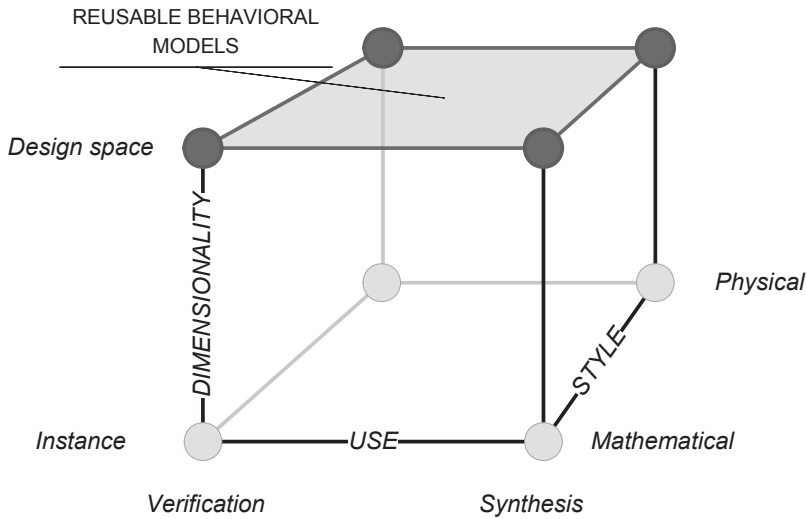 REUSABLE BEHAVIORAL
MODELS
Design space
DIMENSIONALITY
Physical
STYLE
Instance
USE
Mathematical
Verification
Synthesis